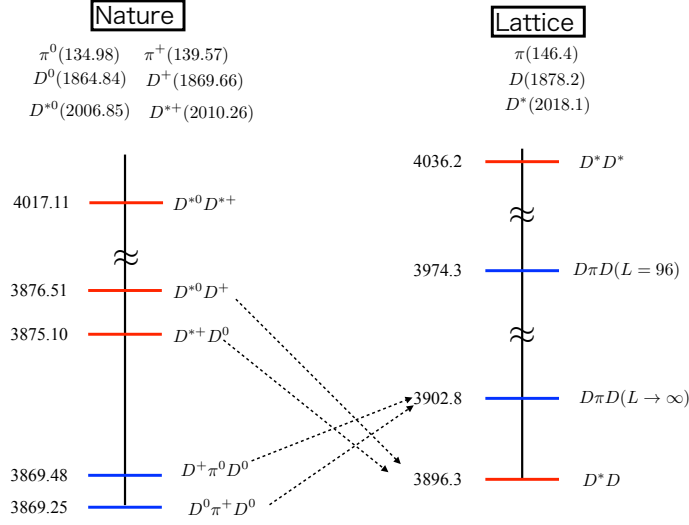 Nature
π⁰(134.98) π⁺(139.57)
D⁰(1864.84) D⁺(1869.66)
D*⁰(2006.85) D*⁺(2010.26)
4017.11 D*⁰D*⁺
≈
3876.51 D*⁰D⁺
3875.10 D*⁺D⁰
3869.48 D⁺π⁰D⁰
3869.25 D⁰π⁺D⁰
Lattice
π(146.4)
D(1878.2)
D*(2018.1)
4036.2 D*D*
≈
3974.3 DπD(L = 96)
≈
3902.8 DπD(L → ∞)
3896.3 D*D